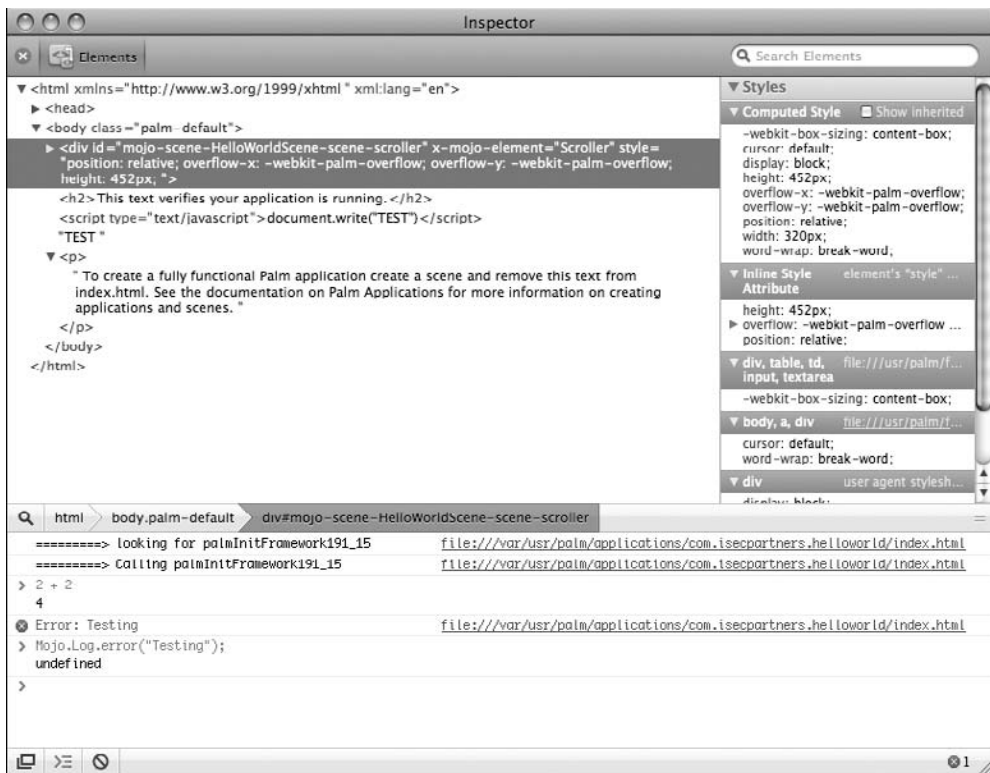 Inspector
Elements
Search Elements
▼ <html xmlns="http://www.w3.org/1999/xhtml" xml:lang="en">
▶ <head>
▼ <body class="palm-default">
▶ <div id="mojo-scene-HelloWorldScene-scene-scroller" x-mojo-element="Scroller" style=
"position: relative; overflow-x: -webkit-palm-overflow; overflow-y: -webkit-palm-overflow;
height: 452px; ">
<h2>This text verifies your application is running.</h2>
<script type="text/javascript">document.write("TEST")</script>
"TEST "
▼ <p>
" To create a fully functional Palm application create a scene and remove this text from
index.html. See the documentation on Palm Applications for more information on creating
applications and scenes. "
</p>
</body>
</html>
▼ Styles
▼ Computed Style Show inherited
-webkit-box-sizing: content-box;
cursor: default;
display: block;
height: 452px;
overflow-x: -webkit-palm-overflow;
overflow-y: -webkit-palm-overflow;
position: relative;
width: 320px;
word-wrap: break-word;
▼ Inline Style element's "style" ...
Attribute
height: 452px;
▶ overflow: -webkit-palm-overflow ...
position: relative;
▼ div, table, td, file:///usr/palm/f...
input, textarea
-webkit-box-sizing: content-box;
▼ body, a, div file:///usr/palm/f...
cursor: default;
word-wrap: break-word;
▼ div user agent stylesh...
display: block;
html body.palm-default div#mojo-scene-HelloWorldScene-scene-scroller
=========> looking for palmInitFramework191_15 file:///var/usr/palm/applications/com.isecpartners.helloworld/index.html
=========> Calling palmInitFramework191_15 file:///var/usr/palm/applications/com.isecpartners.helloworld/index.html
> 2 + 2
4
Error: Testing file:///var/usr/palm/applications/com.isecpartners.helloworld/index.html
> Mojo.Log.error("Testing");
undefined
>
1